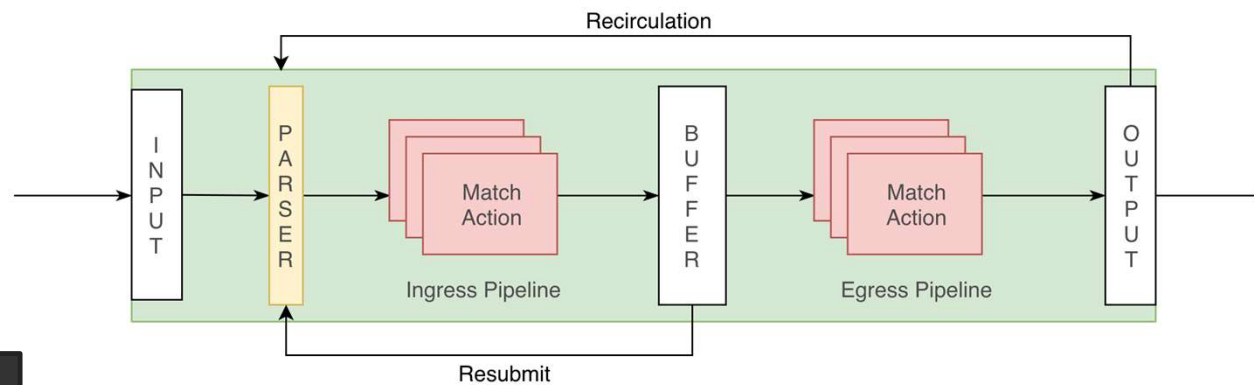 Recirculation
INPUT
PARSER
Match
Action
Ingress Pipeline
BUFFER
Match
Action
Egress Pipeline
OUTPUT
Resubmit